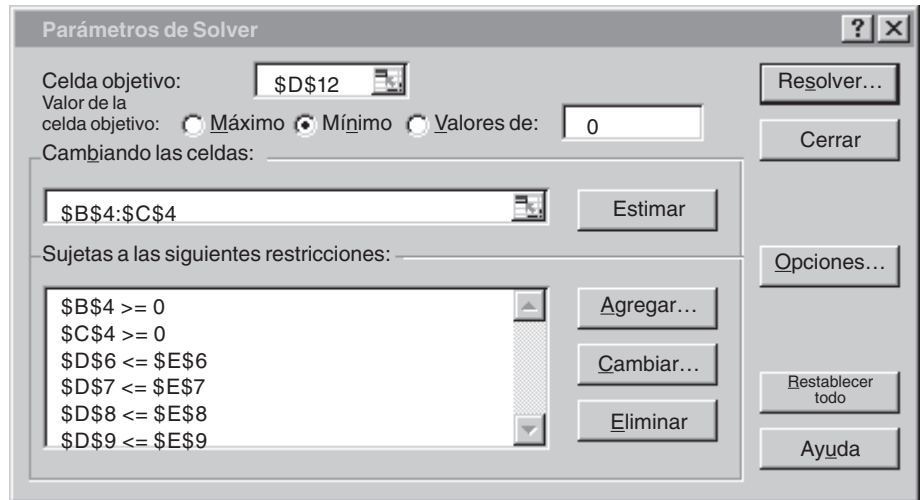 Parámetros de Solver
?
Celda objetivo: $D$12
Valor de la
celda objetivo: Máximo Mínimo Valores de: 0
Cambiando las celdas:
$B$4:$C$4
Estimar
Sujetas a las siguientes restricciones:
$B$4 >= 0
$C$4 >= 0
$D$6 <= $E$6
$D$7 <= $E$7
$D$8 <= $E$8
$D$9 <= $E$9
Agregar…
Cambiar…
Eliminar
Resolver…
Cerrar
Opciones…
Restablecer
todo
Ayuda